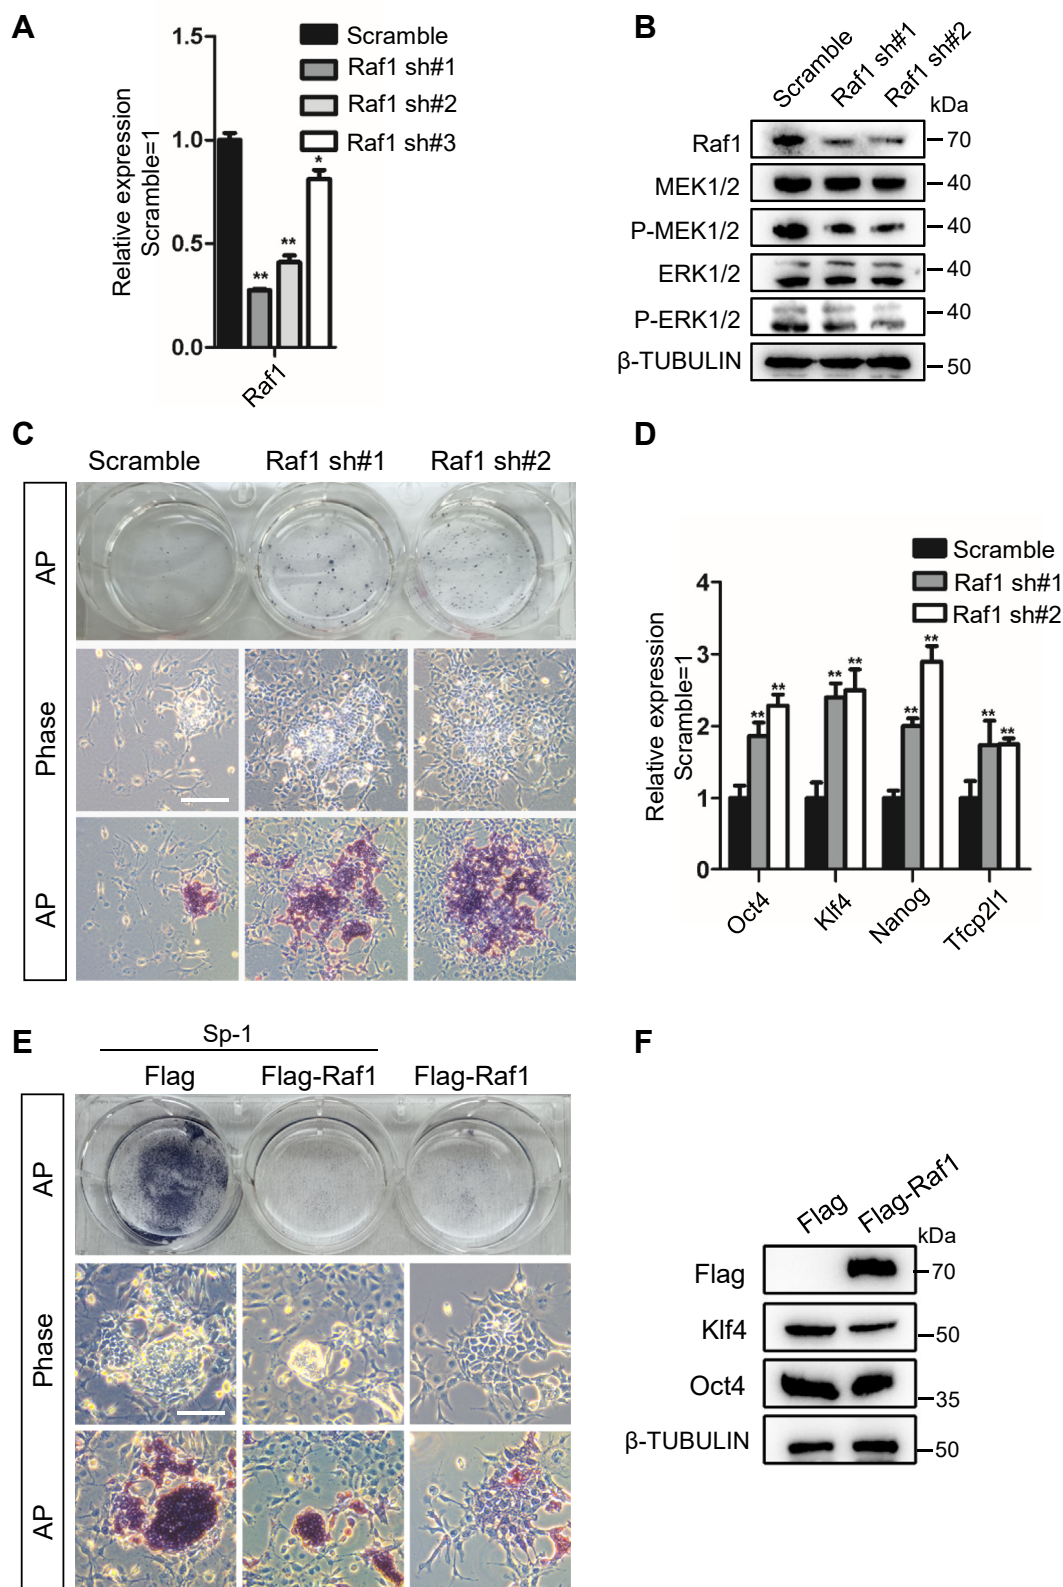 A
1.5
1.0
0.5
0.0
Relative expression
Scramble=1
Scramble
Raf1 sh#1
Raf1 sh#2
Raf1 sh#3
**
**
*
Raf1
B
Scramble
Raf1 sh#1
Raf1 sh#2
kDa
Raf1
70
MEK1/2
40
P-MEK1/2
40
ERK1/2
40
P-ERK1/2
40
β-TUBULIN
50
C
Scramble
Raf1 sh#1
Raf1 sh#2
AP
Phase
AP
D
Scramble
Raf1 sh#1
Raf1 sh#2
4
3
2
1
0
Relative expression
Scramble=1
**
**
**
**
**
**
**
**
Oct4
Klf4
Nanog
Tfcp2l1
E
Sp-1
Flag
Flag-Raf1
Flag-Raf1
AP
Phase
AP
F
Flag
Flag-Raf1
kDa
Flag
70
Klf4
50
Oct4
35
β-TUBULIN
50